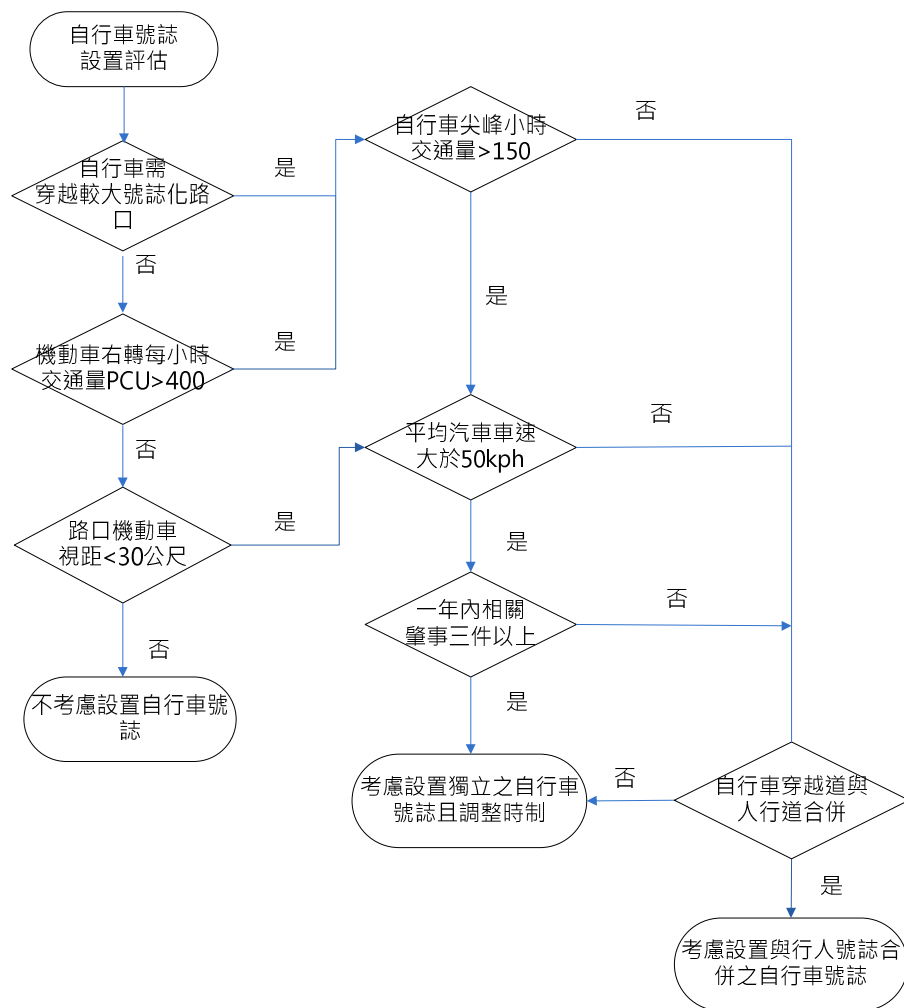 自行車號誌
設置評估
自行車需
穿越較大號誌化路
口
是
否
機動車右轉每小時
交通量PCU>400
是
否
路口機動車
視距<30公尺
是
否
不考慮設置自行車號
誌
自行車尖峰小時
交通量>150
否
是
平均汽車車速
大於50kph
否
是
一年內相關
肇事三件以上
否
是
考慮設置獨立之自行車
號誌且調整時制
否
自行車穿越道與
人行道合併
是
考慮設置與行人號誌合
併之自行車號誌